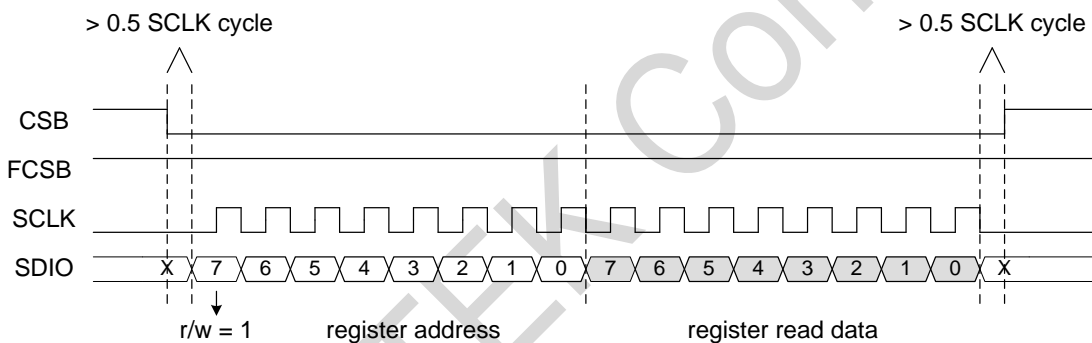 > 0.5 SCLK cycle > 0.5 SCLK cycle
CSB
FCSB
SCLK
SDIO X 7 6 5 4 3 2 1 0 7 6 5 4 3 2 1 0 X
r/w = 1 register address register read data